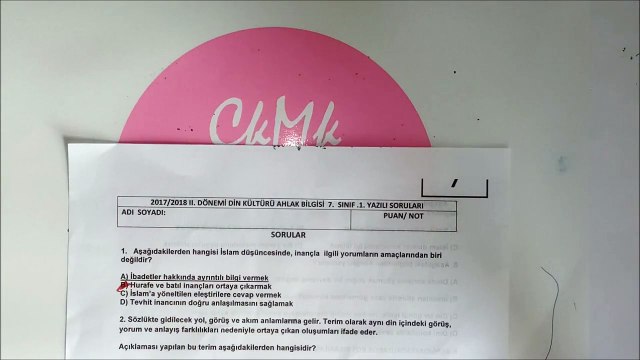 CkMk
7
2017/2018 II. DÖNEMİ DİN KÜLTÜRÜ AHLAK BİLGİSİ 7. SINIF .1. YAZILI SORULARI
ADI SOYADI:
PUAN/ NOT
SORULAR
1. Aşağıdakilerden hangisi İslam düşüncesinde, inançla ilgili yorumların amaçlarından biri
değildir?
A) İbadetler hakkında ayrıntılı bilgi vermek
B) Hurafe ve batıl inançları ortaya çıkarmak
C) İslam'a yöneltilen eleştirilere cevap vermek
D) Tevhit inancının doğru anlaşılmasını sağlamak
2. Sözlükte gidilecek yol, görüş ve akım anlamlarına gelir. Terim olarak aynı din içindeki görüş,
yorum ve anlayış farklılıkları nedeniyle ortaya çıkan oluşumları ifade eder.
Açıklaması yapılan bu terim aşağıdakilerden hangisidir?